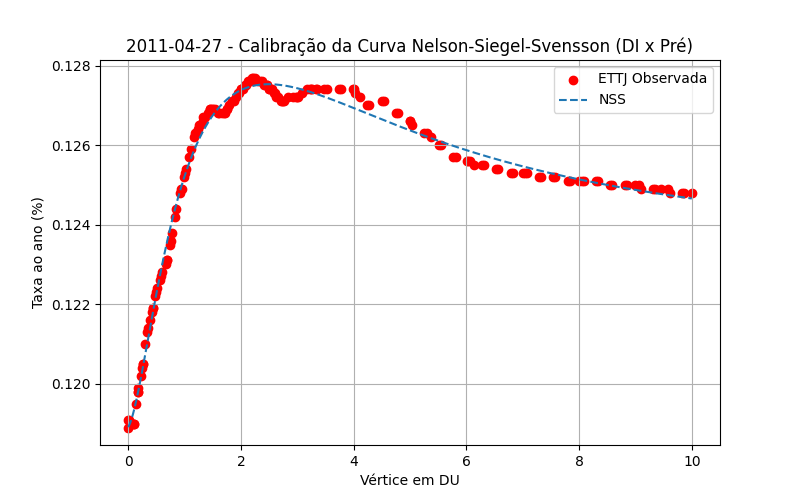 2011-04-27 - Calibração da Curva Nelson-Siegel-Svensson (DI x Pré)
0.128
0.126
0.124
0.122
0.120
Taxa ao ano (%)
ETTJ Observada
NSS
0 2 4 6 8 10
Vértice em DU